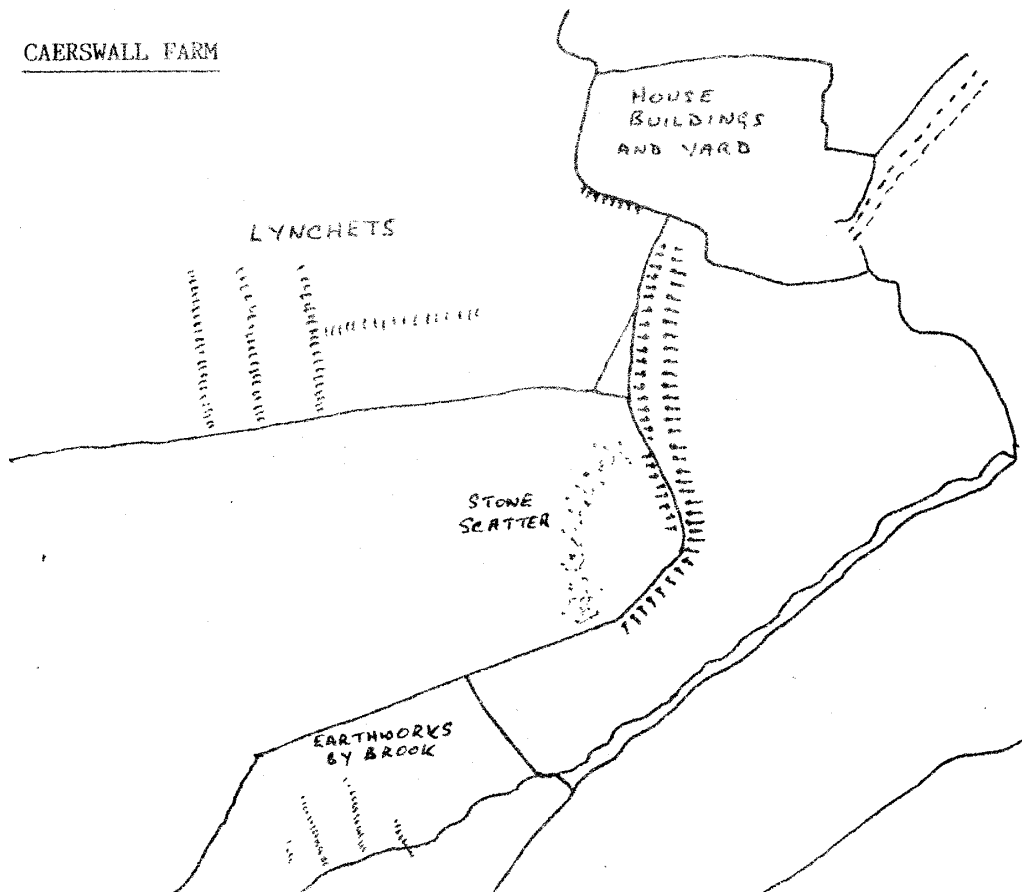 CAERSWALL FARM
HOUSE
BUILDINGS
AND YARD
LYNCHETS
STONE
SCATTER
EARTHWORKS
BY BROOK